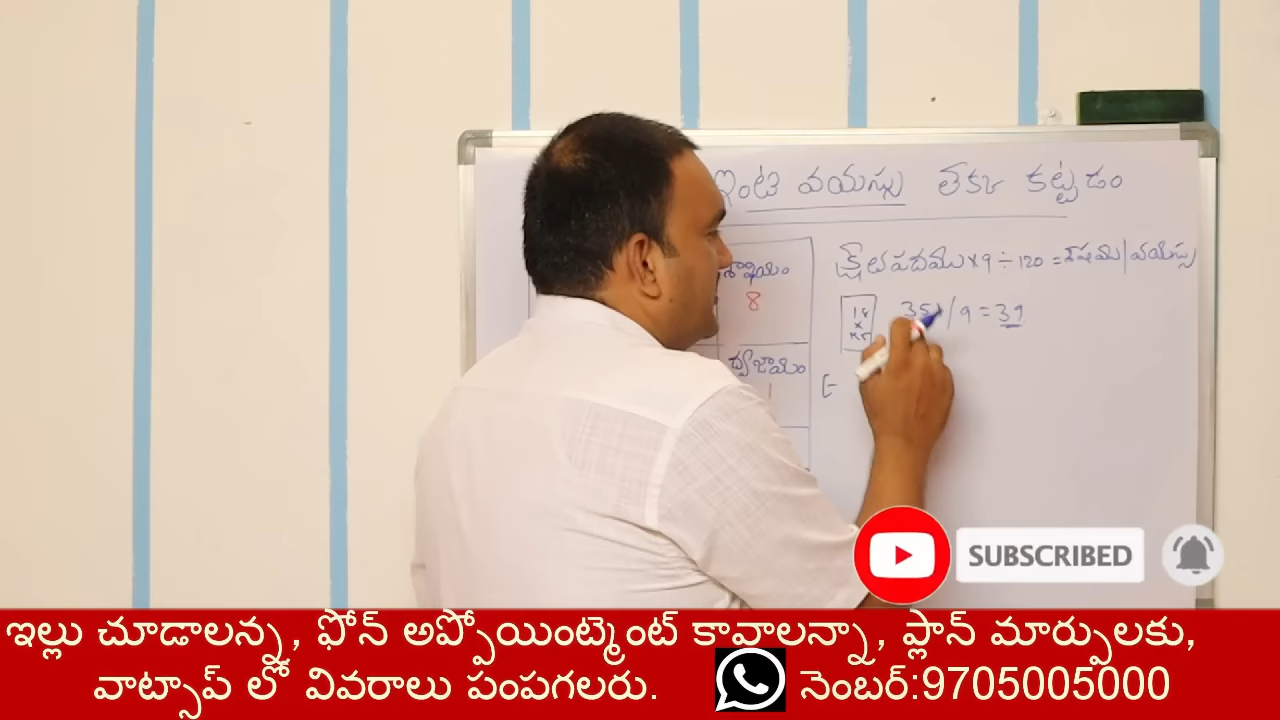 ఇంటి వయస్సు లెక్క కట్టడం
క్షేత్రపదము x 9 ÷ 120 = శేషము | వయస్సు
8
351 / 9 = 39
1
SUBSCRIBED
ఇల్లు చూడాలన్న, ఫోన్ అప్పోయింట్మెంట్ కావాలన్నా, ప్లాన్ మార్పులకు,
వాట్సాప్ లో వివరాలు పంపగలరు. నెంబర్:9705005000